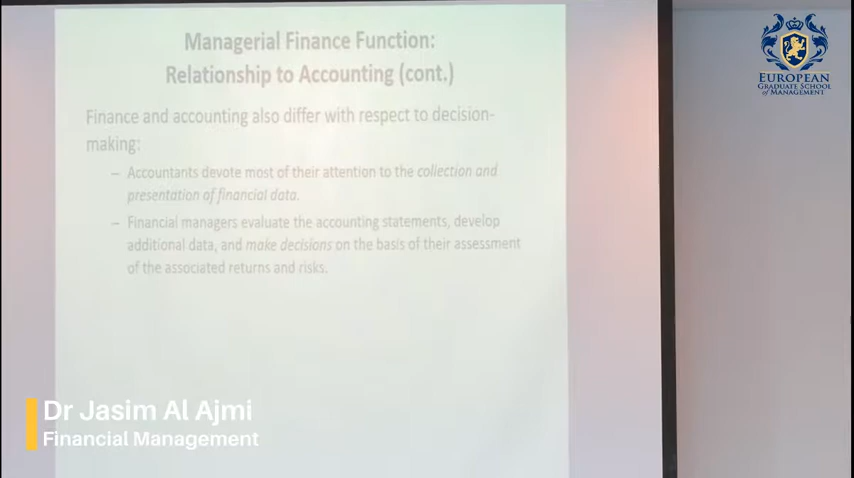 Managerial Finance Function:
Relationship to Accounting (cont.)
Finance and accounting also differ with respect to decision-
making:
– Accountants devote most of their attention to the collection and
presentation of financial data.
– Financial managers evaluate the accounting statements, develop
additional data, and make decisions on the basis of their assessment
of the associated returns and risks.
EUROPEAN
GRADUATE SCHOOL
of MANAGEMENT
Dr Jasim Al Ajmi
Financial Management